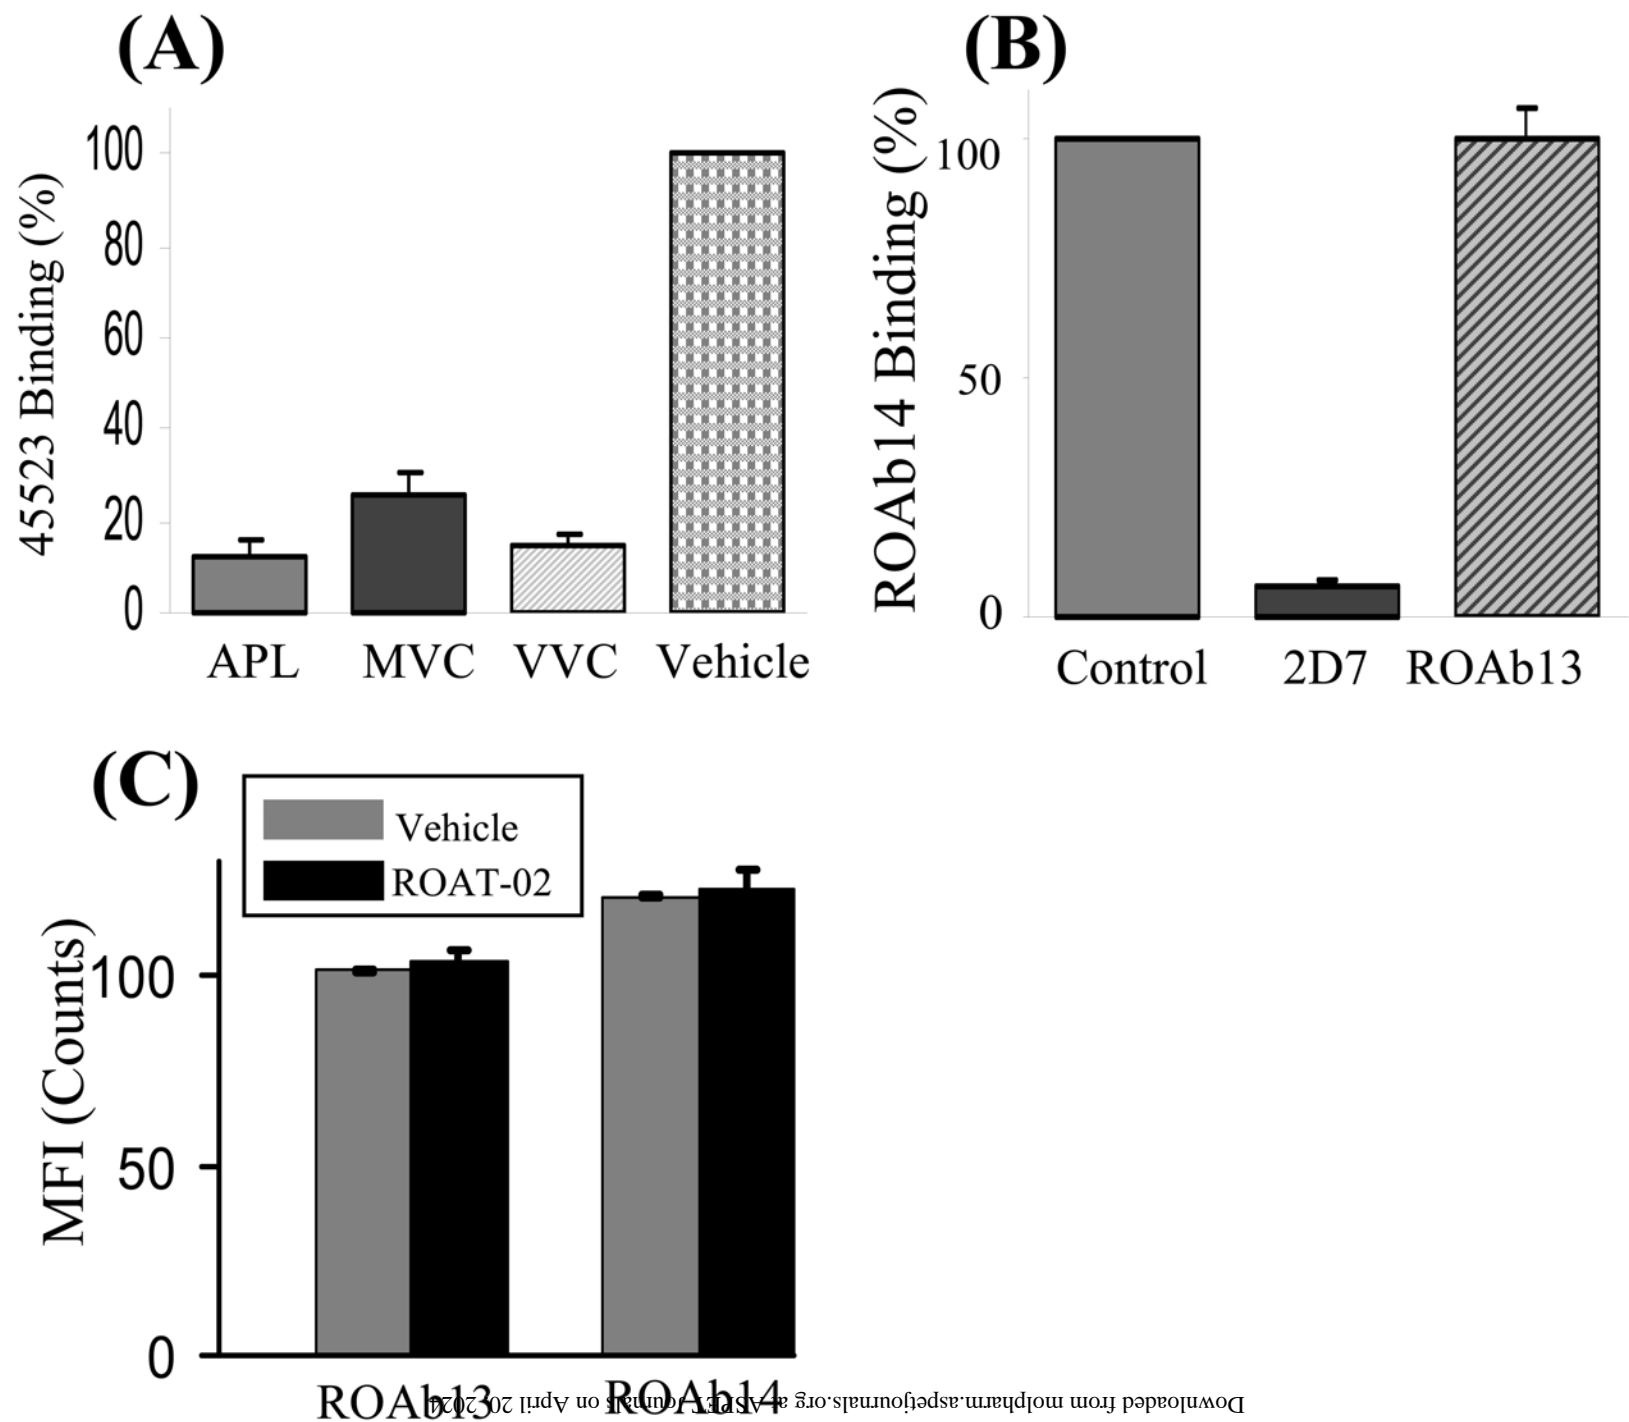 (A)
45523 Binding (%)
100
80
60
40
20
0
APL MVC VVC Vehicle
(B)
ROAb14 Binding (%)
100
50
0
Control 2D7 ROAb13
(C)
Vehicle
ROAT-02
MFI (Counts)
100
50
0
ROAb13 ROAb14
Downloaded from molpharm.aspetjournals.org at ASPET Journals on April 20, 2024